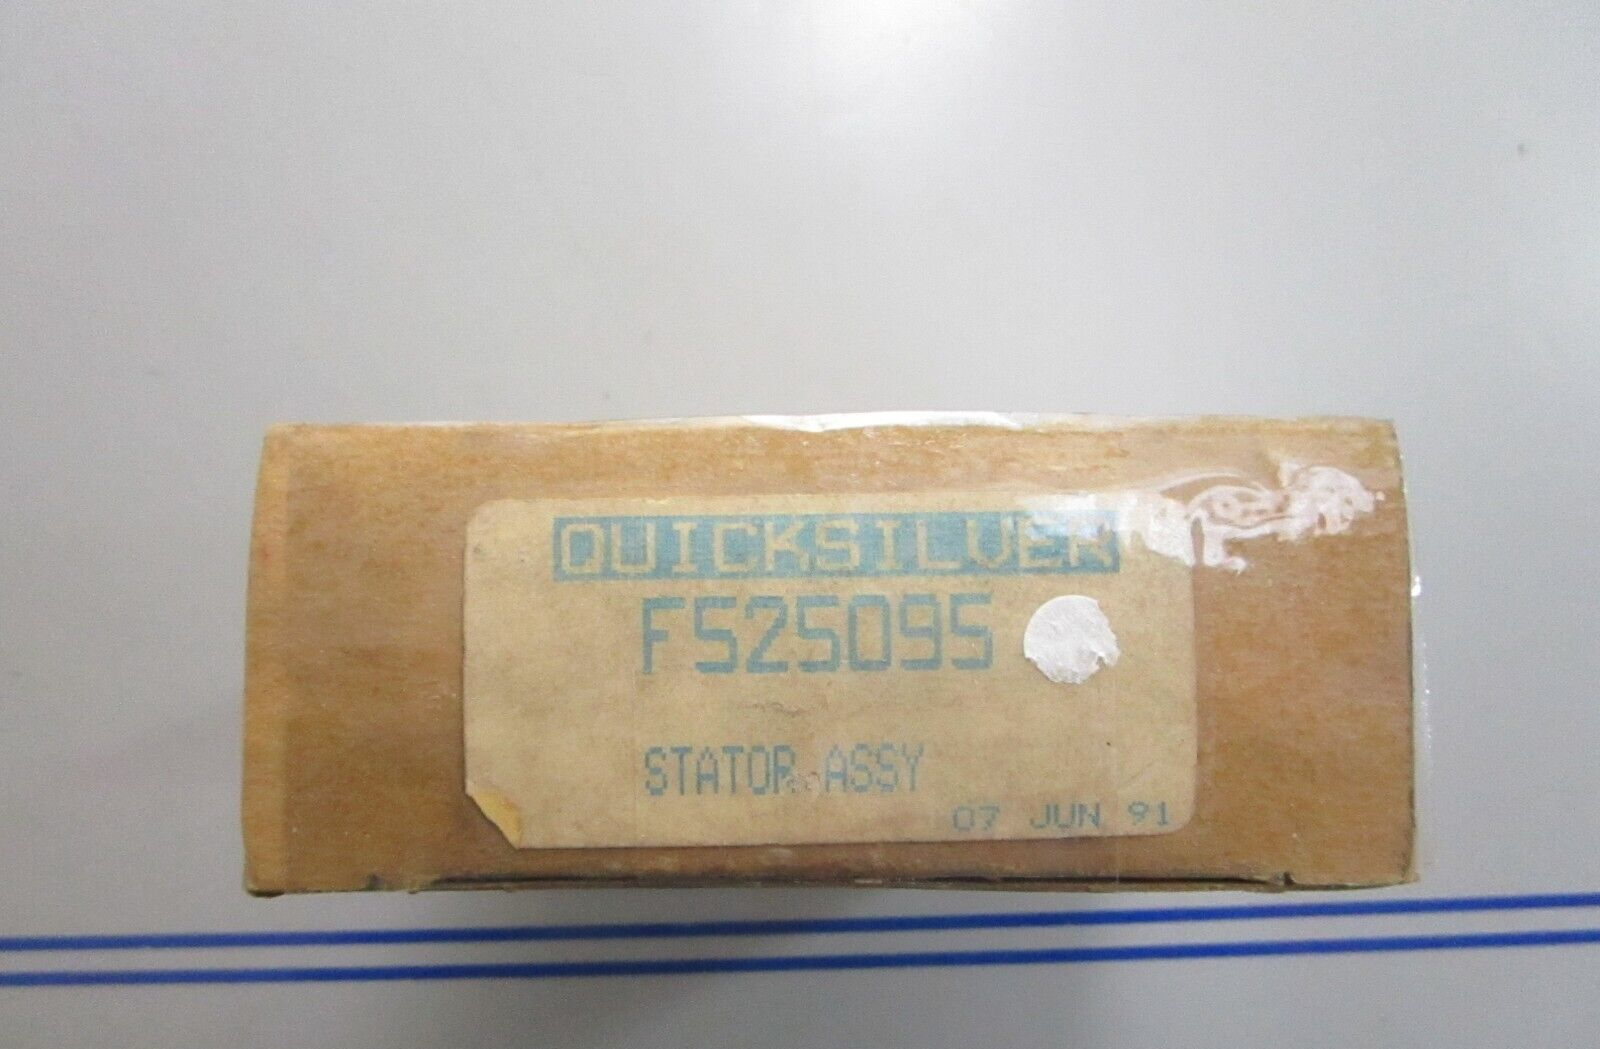 QUICKSILVER
F525095
STATOR ASSY
07 JUN 91